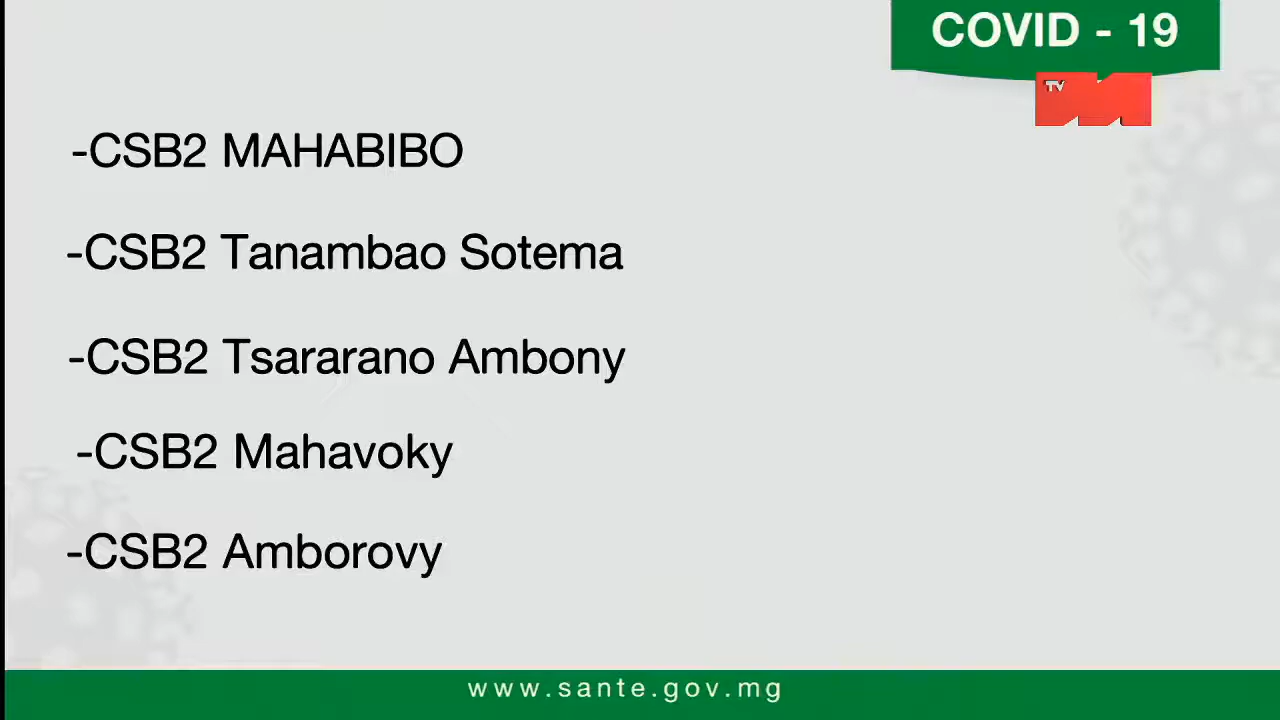 COVID - 19
TV
-CSB2 MAHABIBO
-CSB2 Tanambao Sotema
-CSB2 Tsararano Ambony
-CSB2 Mahavoky
-CSB2 Amborovy
www.sante.gov.mg